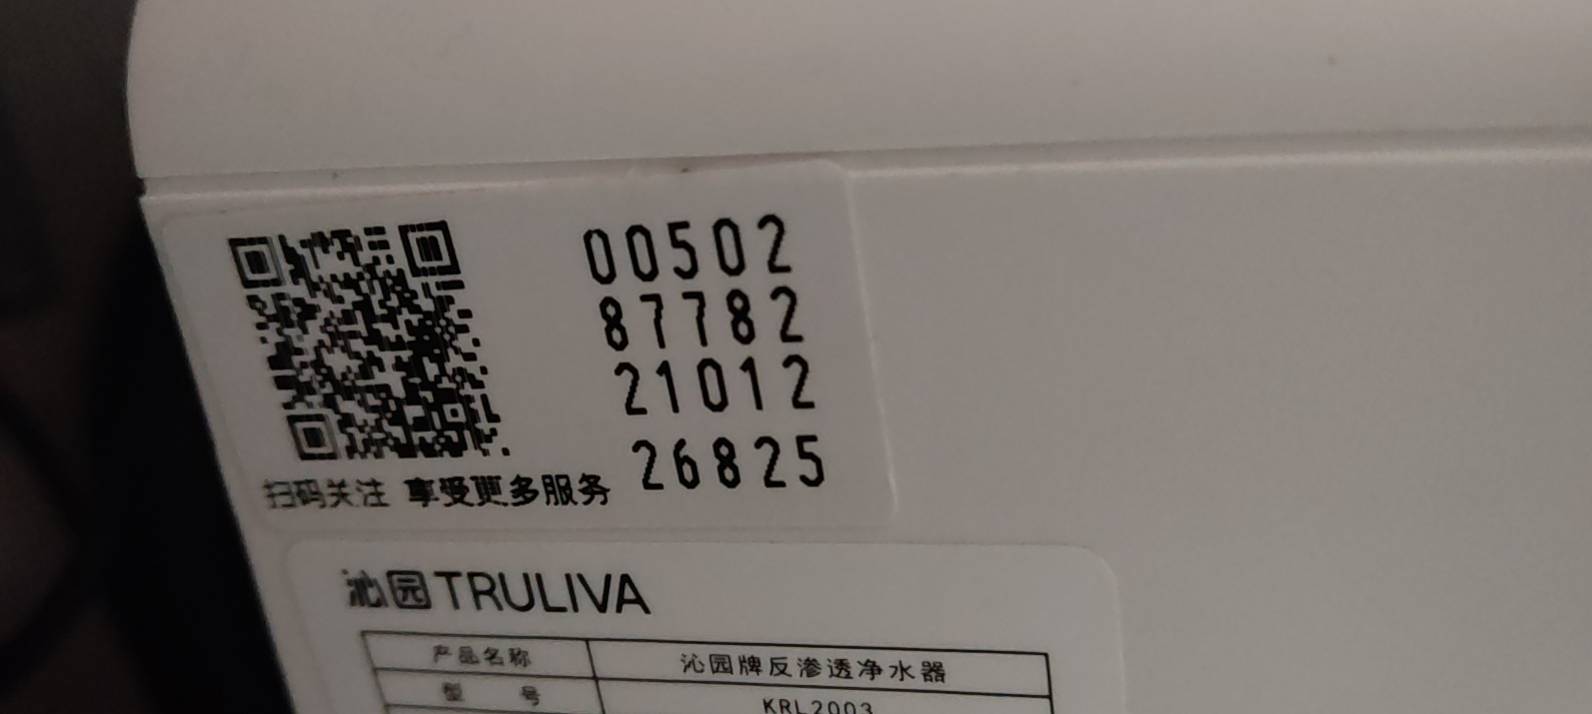 00502
87782
21012
26825
扫码关注 享受更多服务
沁园TRULIVA
产品名称 沁园牌反渗透净水器
型号 KRL2003